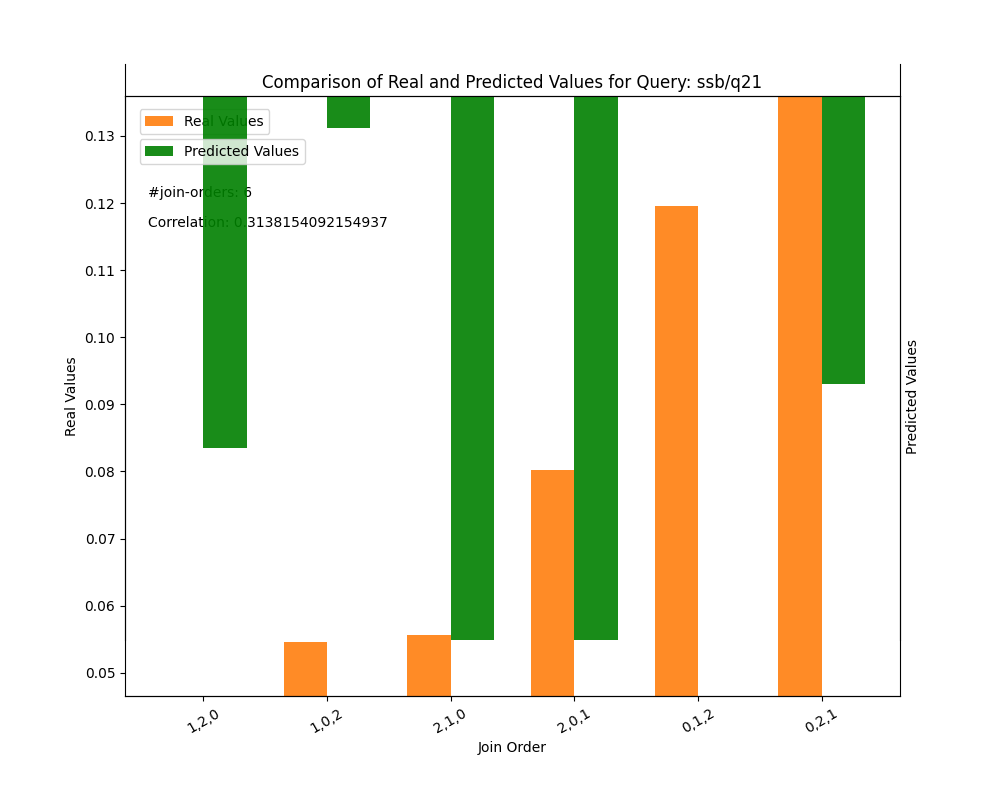 Comparison of Real and Predicted Values for Query: ssb/q21
Real Values
Predicted Values
#join-orders: 6
Correlation: 0.3138154092154937
0.13
0.12
0.11
0.10
0.09
0.08
0.07
0.06
0.05
Real Values
Predicted Values
1,2,0
1,0,2
2,1,0
2,0,1
0,1,2
0,2,1
Join Order